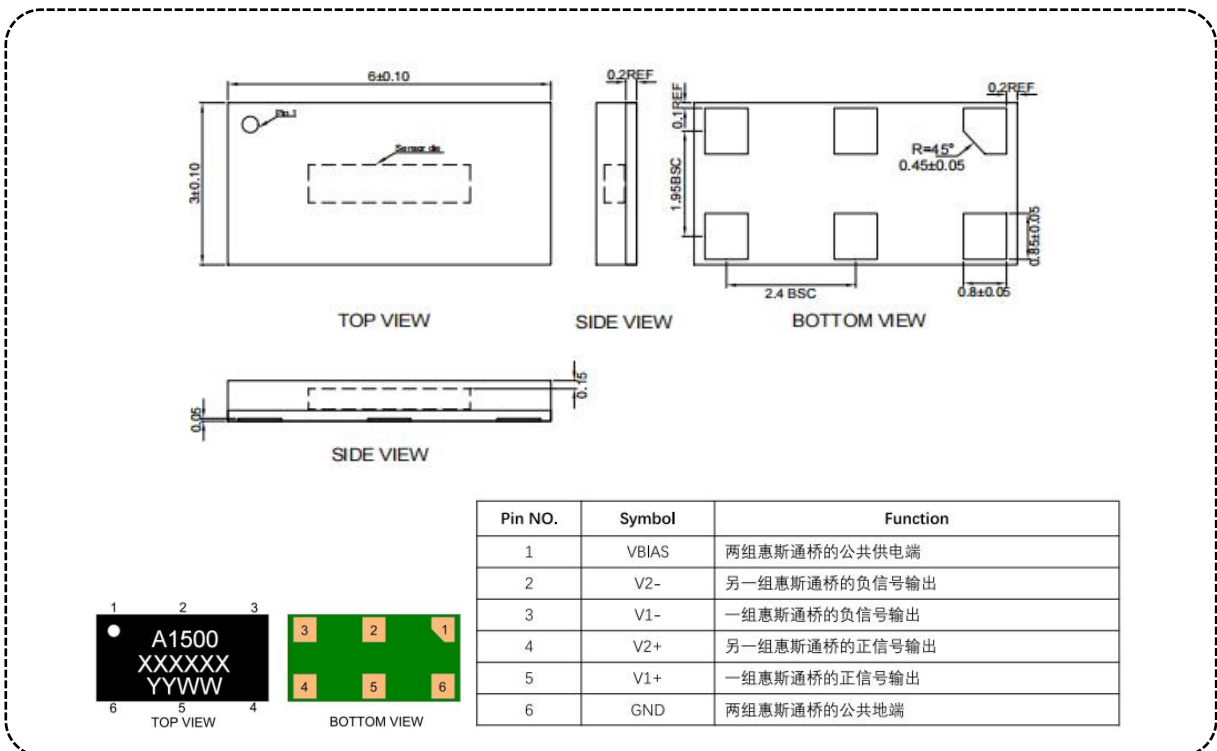 6±0.10
0.2REF
0.2REF
Pin 1
0.1REF
Sensor die
R=45°
0.45±0.05
3±0.10
1.95BSC
0.85±0.05
2.4 BSC
0.8±0.05
TOP VIEW
SIDE VIEW
BOTTOM VIEW
0.15
0.05
SIDE VIEW
Pin NO. Symbol Function
1 VBIAS 两组惠斯通桥的公共供电端
2 V2- 另一组惠斯通桥的负信号输出
3 V1- 一组惠斯通桥的负信号输出
4 V2+ 另一组惠斯通桥的正信号输出
5 V1+ 一组惠斯通桥的正信号输出
6 GND 两组惠斯通桥的公共地端
1 2 3
A1500
XXXXXX
YYWW
6 5 4
TOP VIEW
3 2 1
4 5 6
BOTTOM VIEW